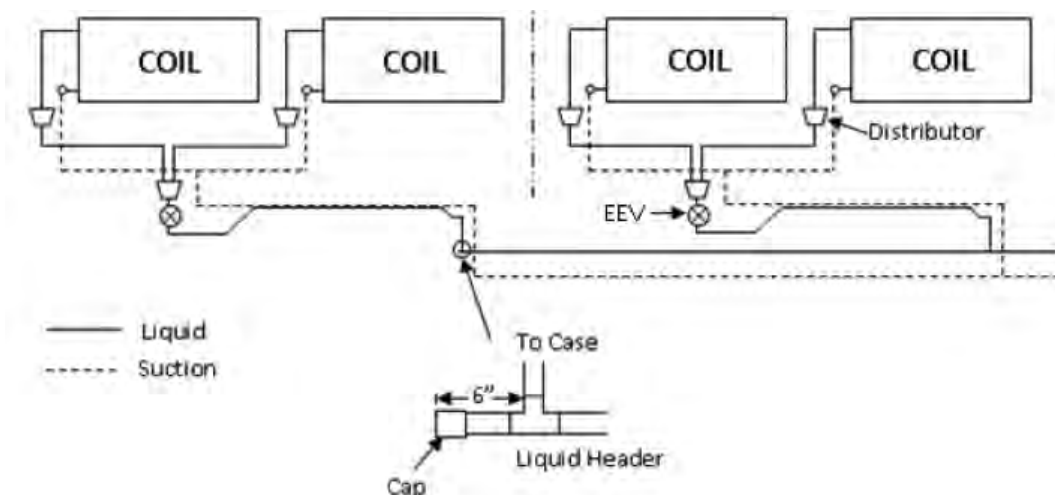 COIL
COIL
COIL
COIL
Distributor
EEV
Liquid
Suction
To Case
6”
Liquid Header
Cap